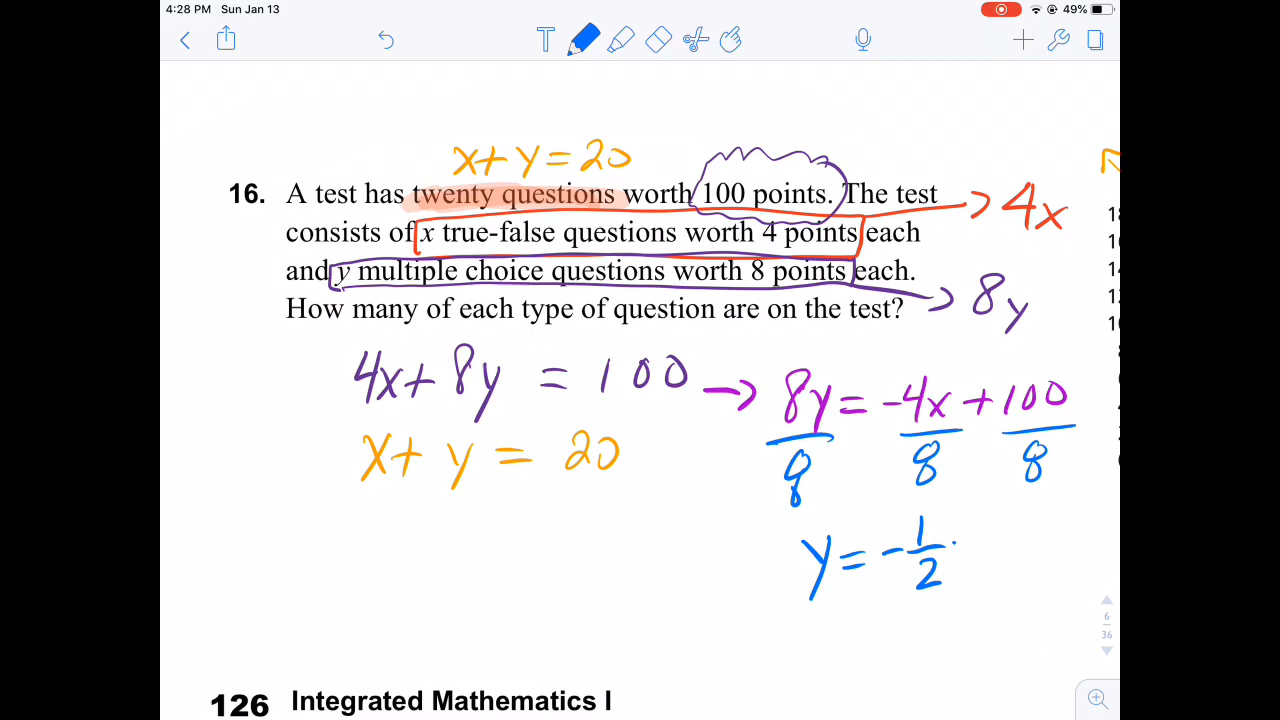 4:28 PM Sun Jan 13
49%
T
x+y=20
16. A test has twenty questions worth 100 points. The test
consists of x true-false questions worth 4 points each
and y multiple choice questions worth 8 points each.
How many of each type of question are on the test?
→ 4x
→ 8y
4x+8y = 100 → 8y = -4x + 100
8 8 8
x+ y = 20
y = -1/2
6
36
126 Integrated Mathematics I